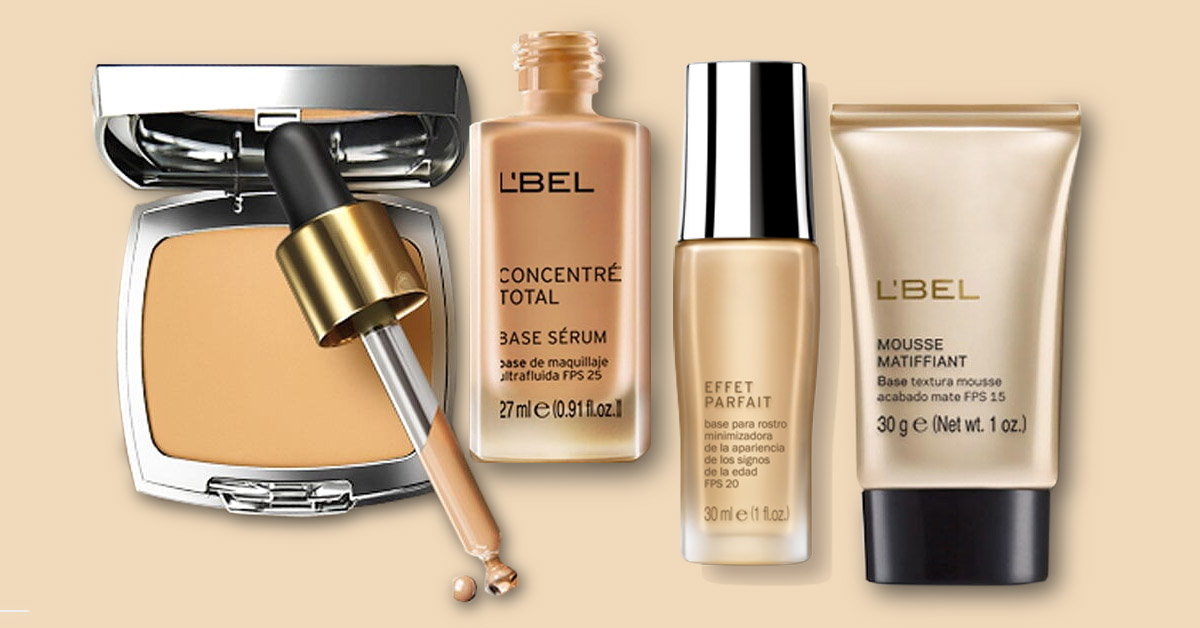 L'BEL
CONCENTRÉ
TOTAL
BASE SÉRUM
base de maquillaje
ultrafluida FPS 25
27 ml e (0.91 fl.oz.)
EFFET
PARFAIT
base para rostro
minimizadora
de la apariencia
de los signos
de la edad
FPS 20
30 ml e (1 fl.oz.)
L'BEL
MOUSSE
MATIFFIANT
Base textura mousse
acabado mate FPS 15
30 g e (Net wt. 1 oz.)